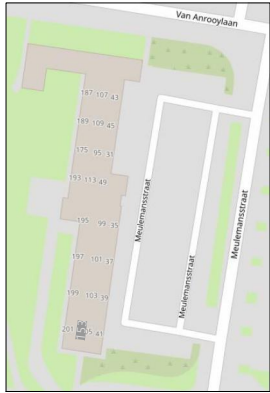 Van Anrooylaan
187 107 43
189 109 45
175 95 31
193 113 49
195 99 35
197 101 37
199 103 39
Meulemansstraat
Meulemansstraat
Meulemansstraat